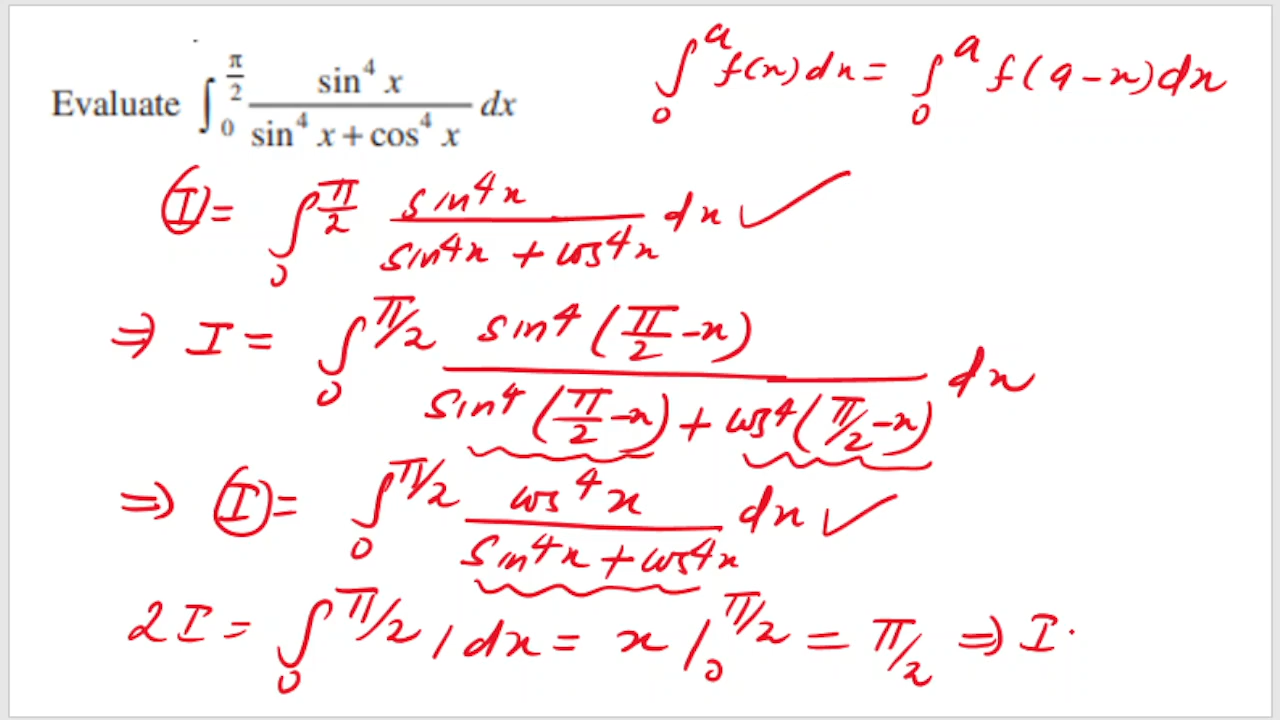 Evaluate ∫₀^(π/2) sin⁴ x / (sin⁴ x + cos⁴ x) dx
∫₀^a f(x)dx = ∫₀^a f(a-x)dx
I = ∫₀^(π/2) sin⁴x / (sin⁴x + cos⁴x) dx ✓
⇒ I = ∫₀^(π/2) sin⁴(π/2 -x) / (sin⁴(π/2 -x) + cos⁴(π/2 -x)) dx
⇒ I = ∫₀^(π/2) cos⁴x / (sin⁴x + cos⁴x) dx ✓
2I = ∫₀^(π/2) 1 dx = x |₀^(π/2) = π/2 ⇒ I